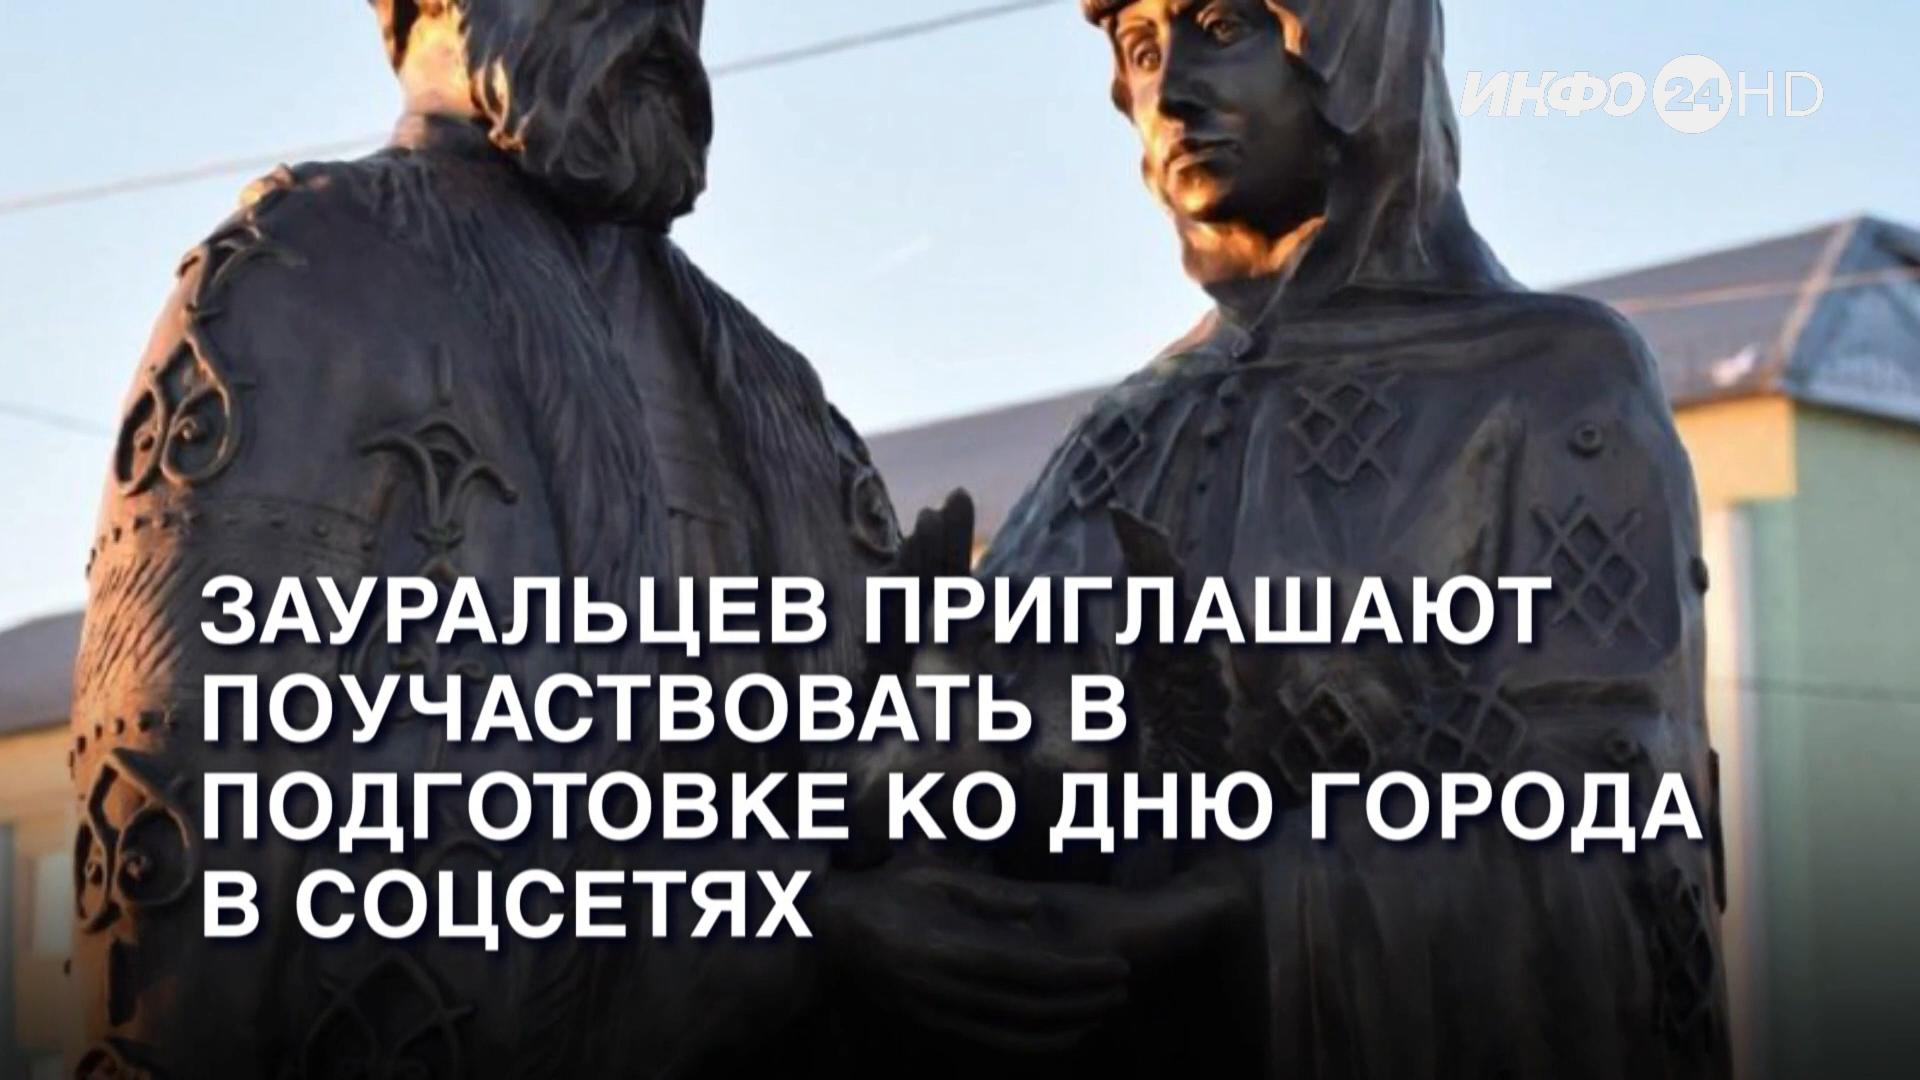 ИНФО 24 HD
ЗАУРАЛЬЦЕВ ПРИГЛАШАЮТ
ПОУЧАСТВОВАТЬ В
ПОДГОТОВКЕ КО ДНЮ ГОРОДА
В СОЦСЕТЯХ